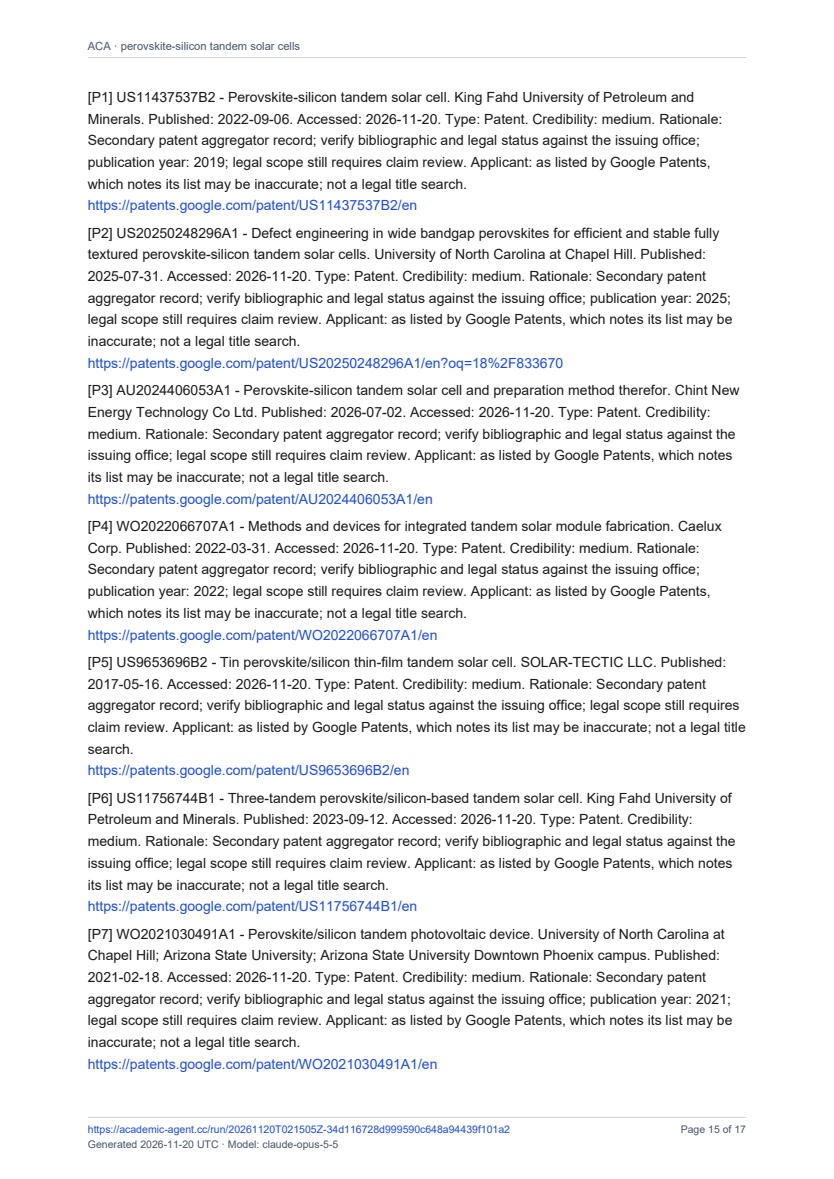 ACA · perovskite-silicon tandem solar cells
[P1] US11437537B2 - Perovskite-silicon tandem solar cell. King Fahd University of Petroleum and
Minerals. Published: 2022-09-06. Accessed: 2026-11-20. Type: Patent. Credibility: medium. Rationale:
Secondary patent aggregator record; verify bibliographic and legal status against the issuing office;
publication year: 2019; legal scope still requires claim review. Applicant: as listed by Google Patents,
which notes its list may be inaccurate; not a legal title search.
https://patents.google.com/patent/US11437537B2/en
[P2] US20250248296A1 - Defect engineering in wide bandgap perovskites for efficient and stable fully
textured perovskite-silicon tandem solar cells. University of North Carolina at Chapel Hill. Published:
2025-07-31. Accessed: 2026-11-20. Type: Patent. Credibility: medium. Rationale: Secondary patent
aggregator record; verify bibliographic and legal status against the issuing office; publication year: 2025;
legal scope still requires claim review. Applicant: as listed by Google Patents, which notes its list may be
inaccurate; not a legal title search.
https://patents.google.com/patent/US20250248296A1/en?oq=18%2F833670
[P3] AU2024406053A1 - Perovskite-silicon tandem solar cell and preparation method therefor. Chint New
Energy Technology Co Ltd. Published: 2026-07-02. Accessed: 2026-11-20. Type: Patent. Credibility:
medium. Rationale: Secondary patent aggregator record; verify bibliographic and legal status against the
issuing office; legal scope still requires claim review. Applicant: as listed by Google Patents, which notes
its list may be inaccurate; not a legal title search.
https://patents.google.com/patent/AU2024406053A1/en
[P4] WO2022066707A1 - Methods and devices for integrated tandem solar module fabrication. Caelux
Corp. Published: 2022-03-31. Accessed: 2026-11-20. Type: Patent. Credibility: medium. Rationale:
Secondary patent aggregator record; verify bibliographic and legal status against the issuing office;
publication year: 2022; legal scope still requires claim review. Applicant: as listed by Google Patents,
which notes its list may be inaccurate; not a legal title search.
https://patents.google.com/patent/WO2022066707A1/en
[P5] US9653696B2 - Tin perovskite/silicon thin-film tandem solar cell. SOLAR-TECTIC LLC. Published:
2017-05-16. Accessed: 2026-11-20. Type: Patent. Credibility: medium. Rationale: Secondary patent
aggregator record; verify bibliographic and legal status against the issuing office; legal scope still requires
claim review. Applicant: as listed by Google Patents, which notes its list may be inaccurate; not a legal title
search.
https://patents.google.com/patent/US9653696B2/en
[P6] US11756744B1 - Three-tandem perovskite/silicon-based tandem solar cell. King Fahd University of
Petroleum and Minerals. Published: 2023-09-12. Accessed: 2026-11-20. Type: Patent. Credibility:
medium. Rationale: Secondary patent aggregator record; verify bibliographic and legal status against the
issuing office; legal scope still requires claim review. Applicant: as listed by Google Patents, which notes
its list may be inaccurate; not a legal title search.
https://patents.google.com/patent/US11756744B1/en
[P7] WO2021030491A1 - Perovskite/silicon tandem photovoltaic device. University of North Carolina at
Chapel Hill; Arizona State University; Arizona State University Downtown Phoenix campus. Published:
2021-02-18. Accessed: 2026-11-20. Type: Patent. Credibility: medium. Rationale: Secondary patent
aggregator record; verify bibliographic and legal status against the issuing office; publication year: 2021;
legal scope still requires claim review. Applicant: as listed by Google Patents, which notes its list may be
inaccurate; not a legal title search.
https://patents.google.com/patent/WO2021030491A1/en
https://academic-agent.cc/run/20261120T021505Z-34d116728d999590c648a94439f101a2 Page 15 of 17
Generated 2026-11-20 UTC · Model: claude-opus-5-5